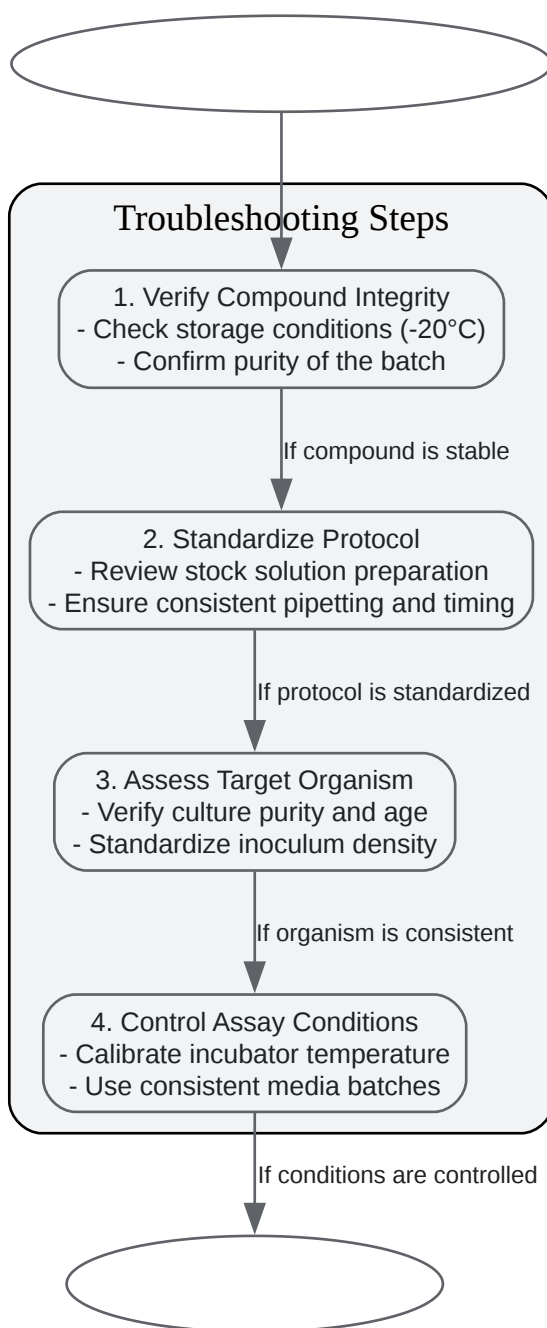 Troubleshooting Steps
1. Verify Compound Integrity
- Check storage conditions (-20°C)
- Confirm purity of the batch
If compound is stable
2. Standardize Protocol
- Review stock solution preparation
- Ensure consistent pipetting and timing
If protocol is standardized
3. Assess Target Organism
- Verify culture purity and age
- Standardize inoculum density
If organism is consistent
4. Control Assay Conditions
- Calibrate incubator temperature
- Use consistent media batches
If conditions are controlled